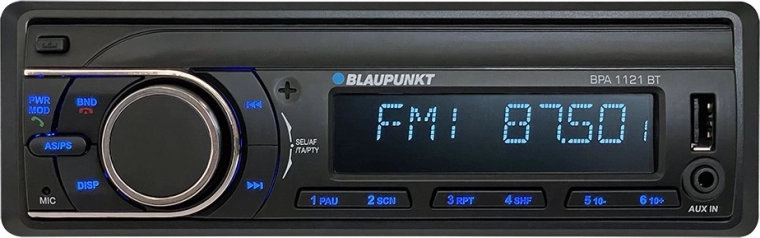 BLAUPUNKT
BPA 1121 BT
PWR
MOD
BND
AS/PS
DISP
MIC
SEL/AF
/TA/PTY
FM1 87.50
1 PAU
2 SCN
3 RPT
4 SHF
5 10-
6 10+
AUX IN